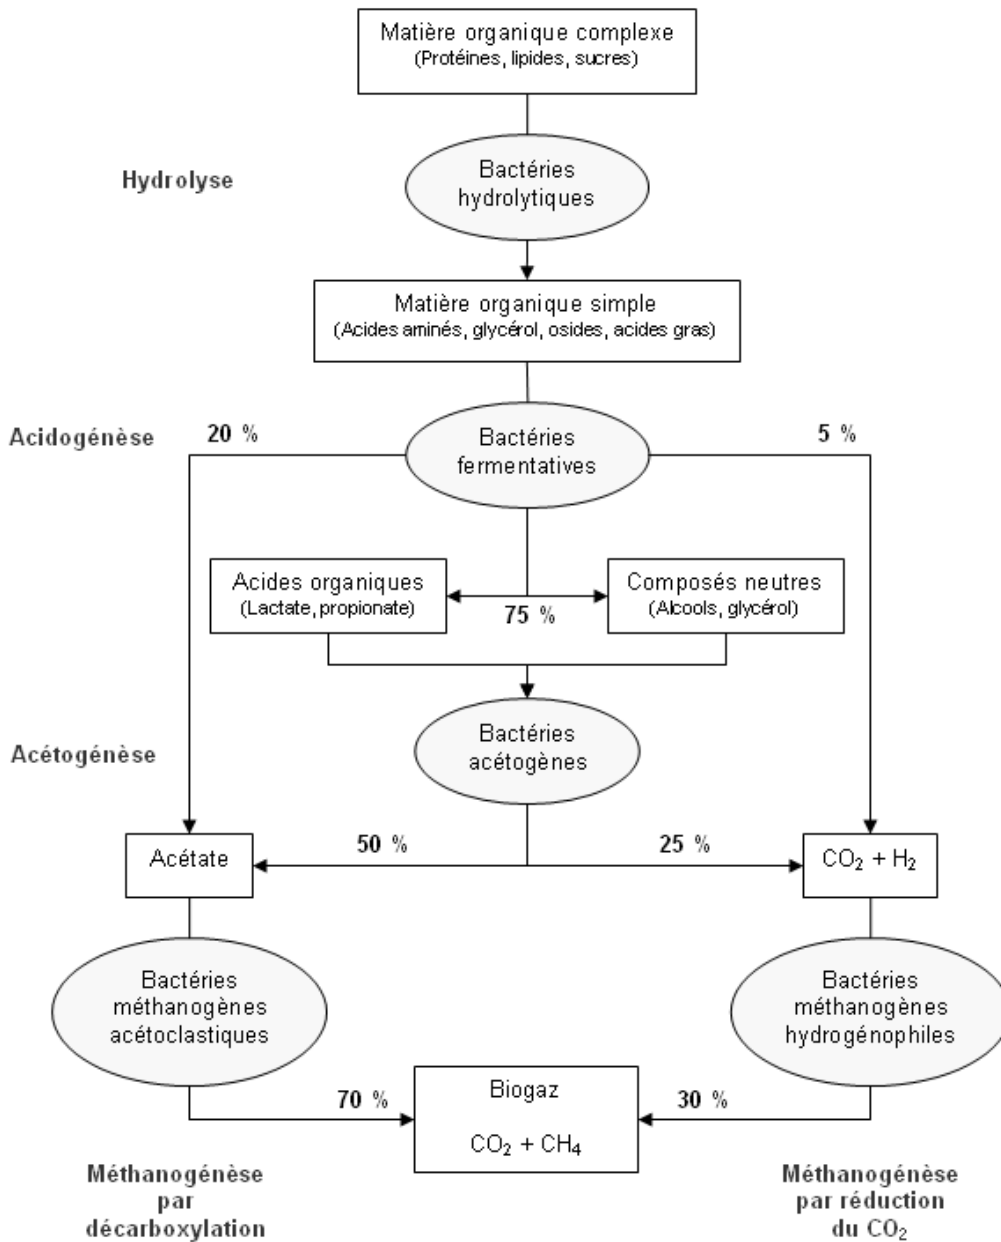 Matière organique complexe
(Protéines, lipides, sucres)
Hydrolyse
Bactéries
hydrolytiques
Matière organique simple
(Acides aminés, glycérol, osides, acides gras)
Acidogénèse
20 %
Bactéries
fermentatives
5 %
Acides organiques
(Lactate, propionate)
75 %
Composés neutres
(Alcools, glycérol)
Acétogénèse
Bactéries
acétogènes
Acétate
50 %
25 %
CO₂ + H₂
Bactéries
méthanogènes
acétoclastiques
Bactéries
méthanogènes
hydrogénophiles
70 %
Biogaz
CO₂ + CH₄
30 %
Méthanogénèse
par
décarboxylation
Méthanogénèse
par réduction
du CO₂